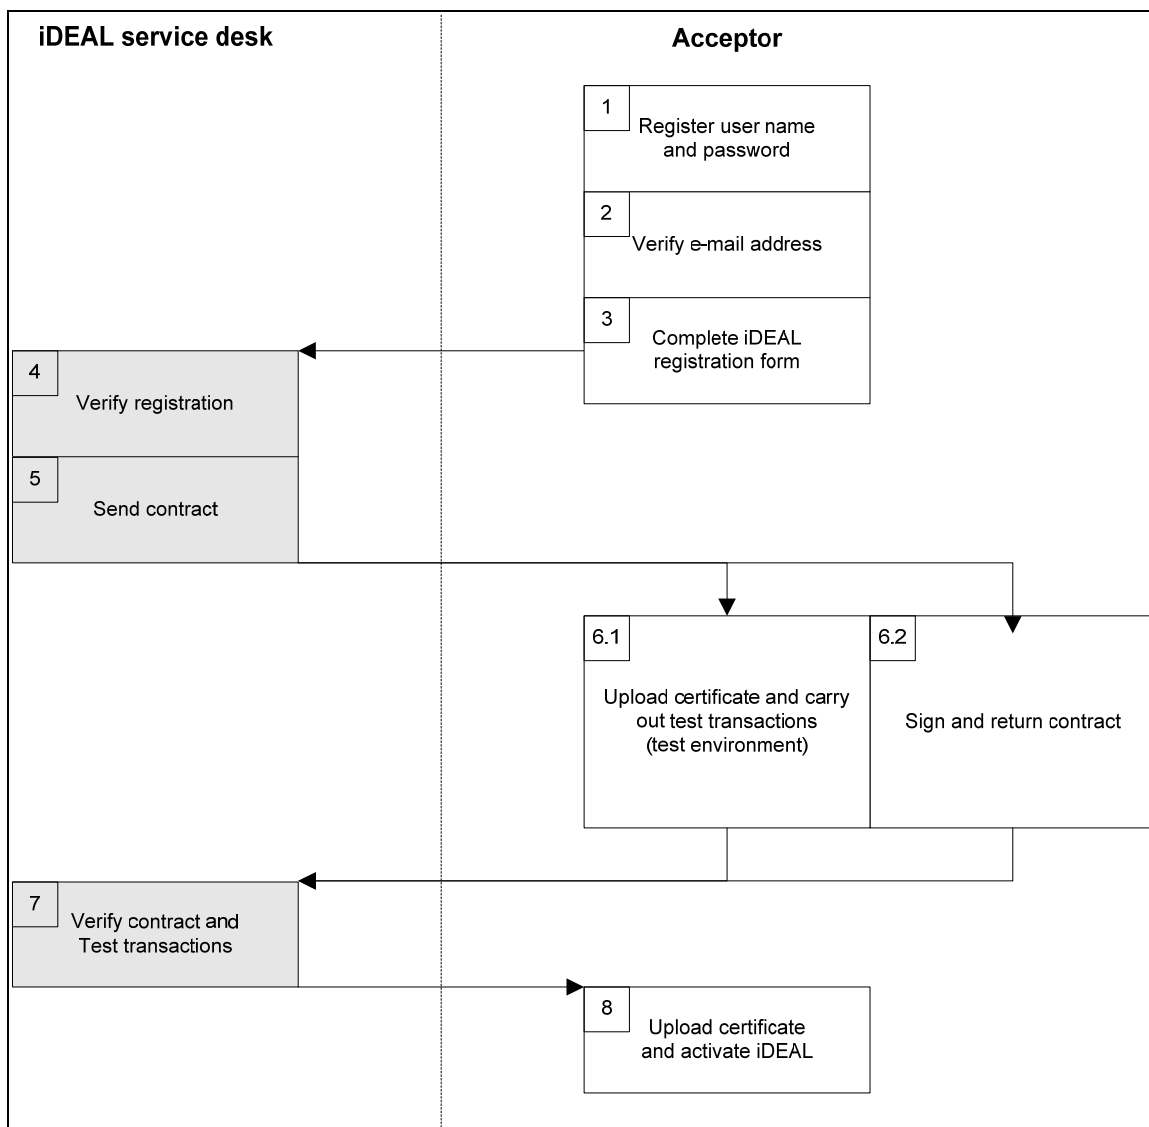 iDEAL service desk
Acceptor
1
Register user name
and password
2
Verify e-mail address
3
Complete iDEAL
registration form
4
Verify registration
5
Send contract
6.1
Upload certificate and carry
out test transactions
(test environment)
6.2
Sign and return contract
7
Verify contract and
Test transactions
8
Upload certificate
and activate iDEAL